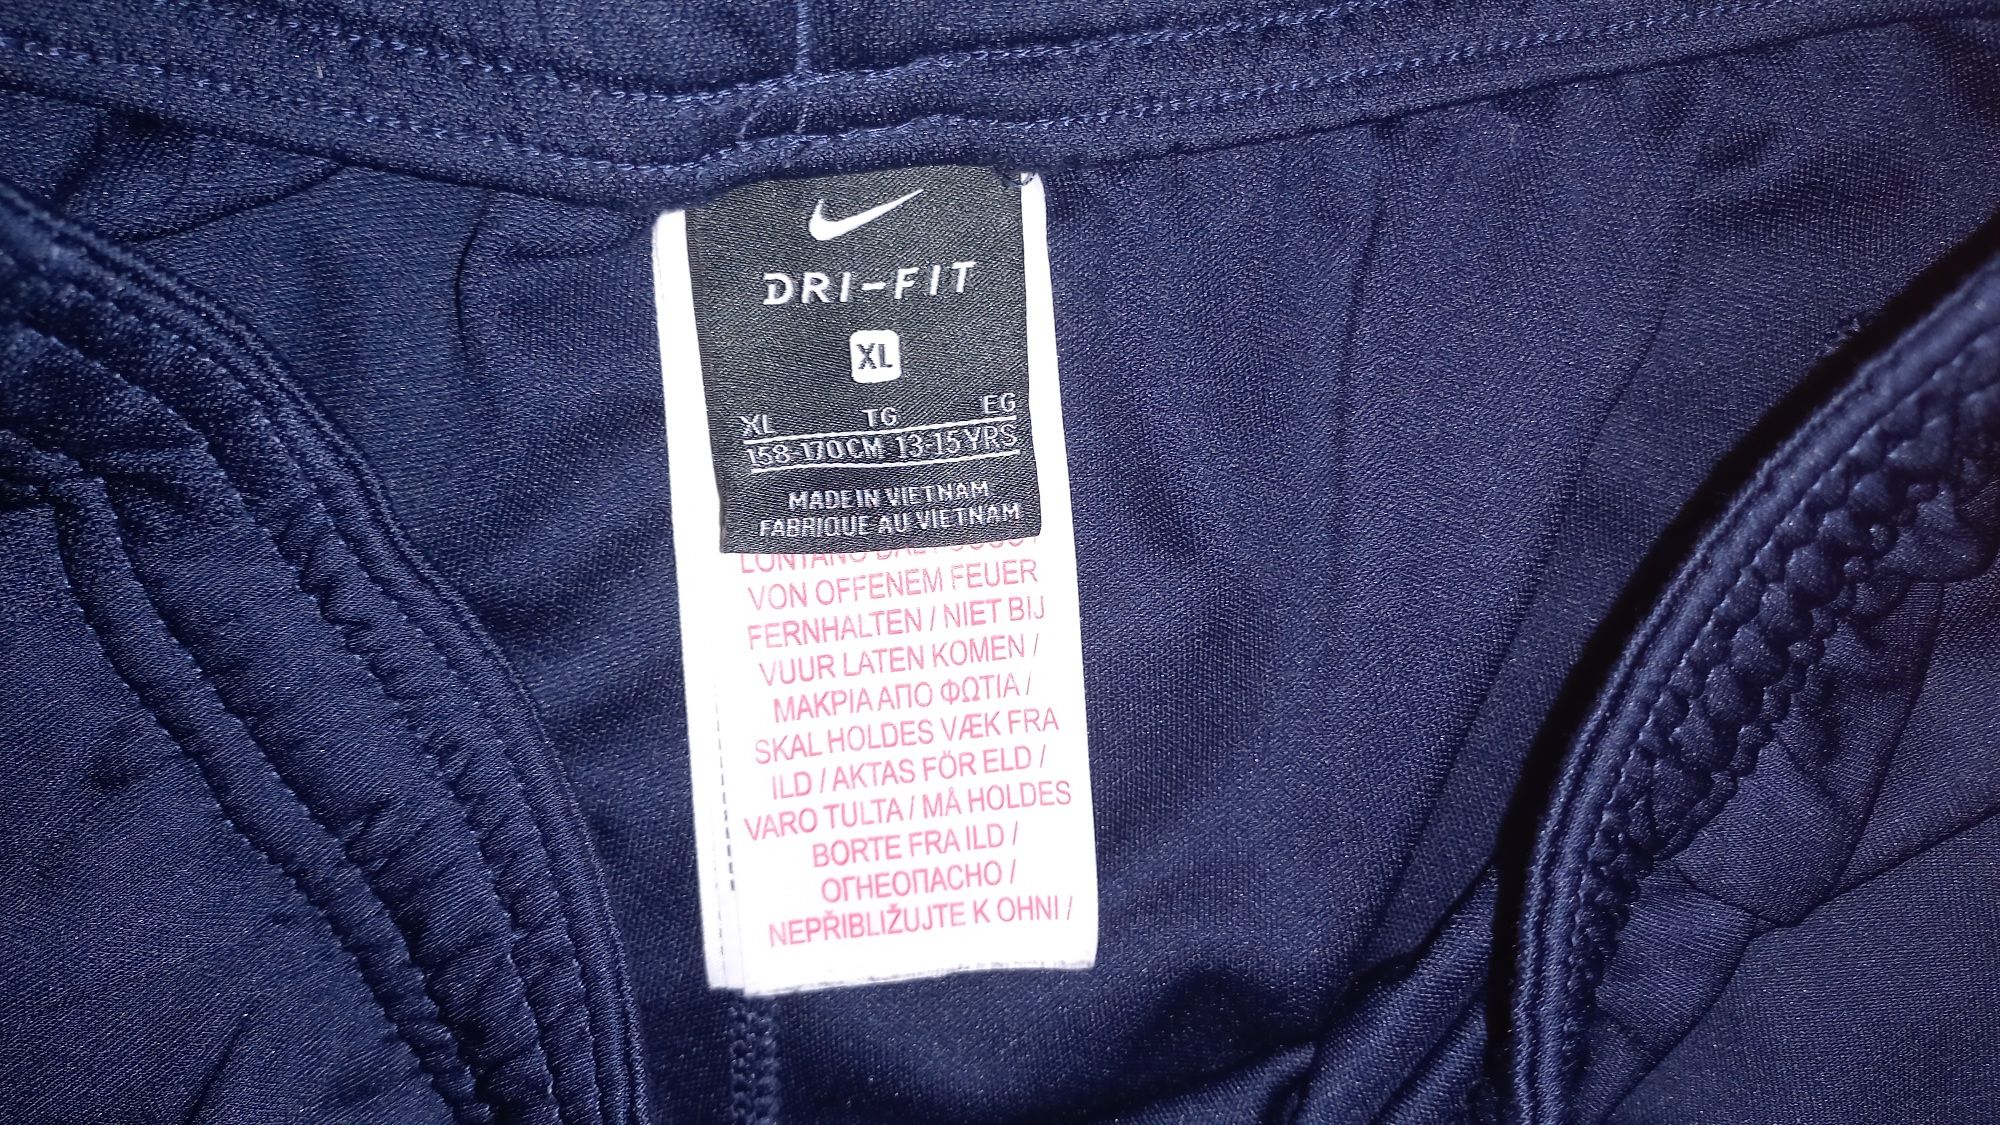 DRI-FIT
XL
XL TG EG
158-170CM 13-15YRS
MADE IN VIETNAM
FABRIQUE AU VIETNAM
LONTANO
VON OFFENEM FEUER
FERNHALTEN / NIET BIJ
VUUR LATEN KOMEN /
ΜΑΚΡΙΑ ΑΠΟ ΦΩΤΙΑ /
SKAL HOLDES VÆK FRA
ILD / AKTAS FÖR ELD /
VARO TULTA / MÅ HOLDES
BORTE FRA ILD /
ОГНЕОПАСНО /
NEPŘIBLIŽUJTE K OHNI /